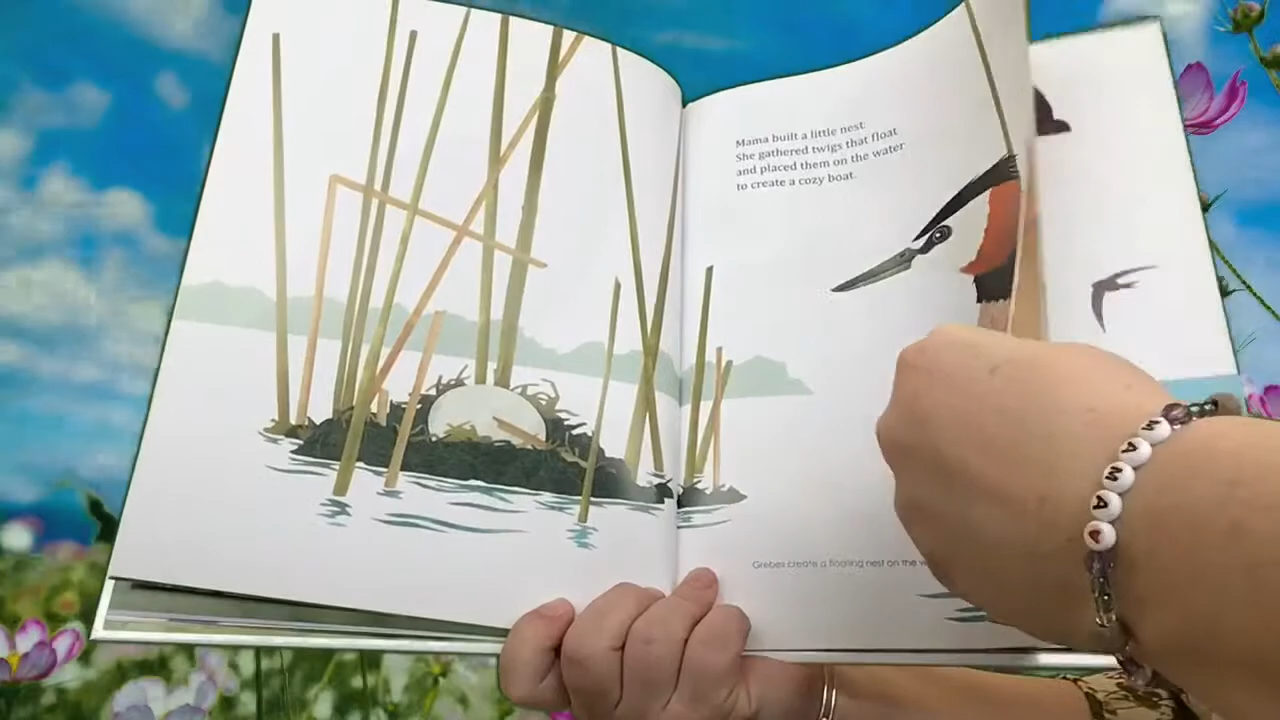 Mama built a little nest:
She gathered twigs that float
and placed them on the water
to create a cozy boat.
Grebes create a floating nest on the
MAMA